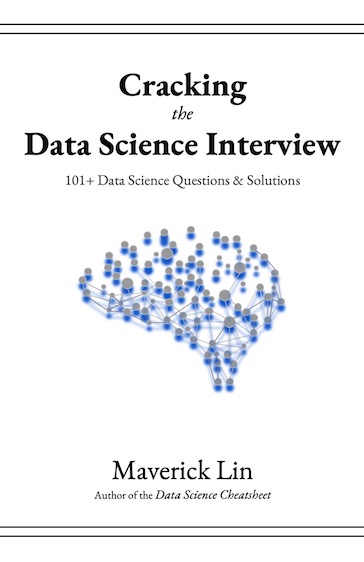 Cracking
the
Data Science Interview
101+ Data Science Questions & Solutions
Maverick Lin
Author of the Data Science Cheatsheet